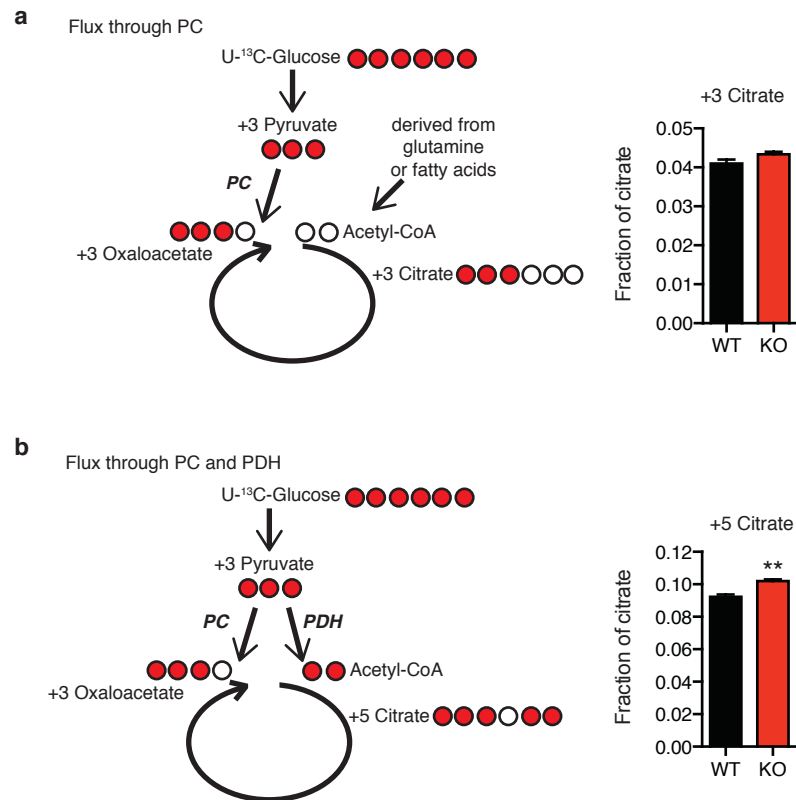 a
Flux through PC
U-¹³C-Glucose
+3 Pyruvate
derived from
glutamine
or fatty acids
PC
Acetyl-CoA
+3 Oxaloacetate
+3 Citrate
+3 Citrate
Fraction of citrate
0.05
0.04
0.03
0.02
0.01
0.00
WT KO
b
Flux through PC and PDH
U-¹³C-Glucose
+3 Pyruvate
PC PDH
Acetyl-CoA
+3 Oxaloacetate
+5 Citrate
+5 Citrate
Fraction of citrate
0.12
**
0.10
0.08
0.06
0.04
0.02
0.00
WT KO